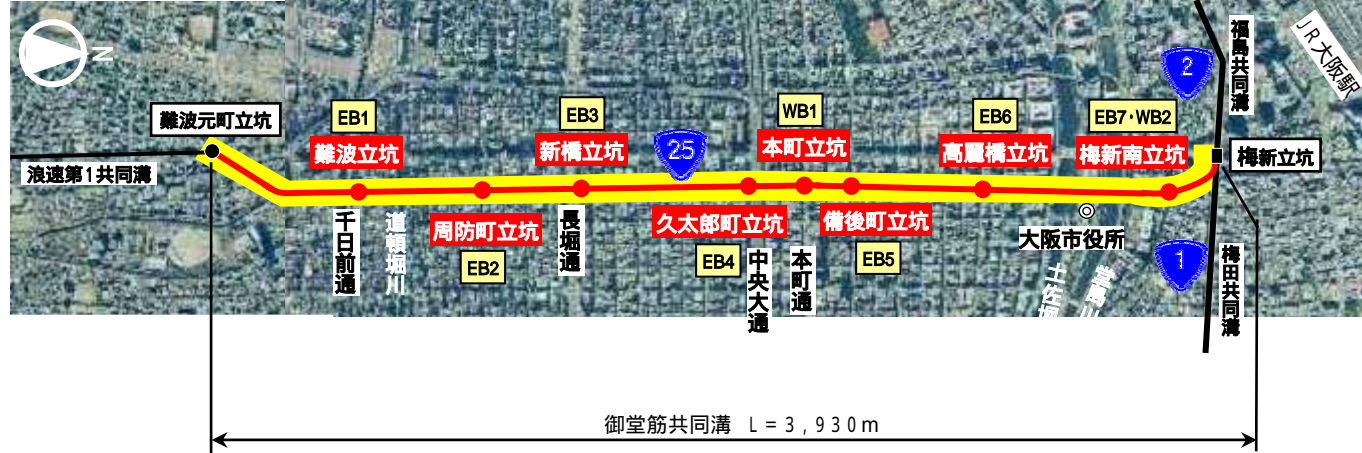 N
難波元町立坑
浪速第1共同溝
EB1
難波立坑
千日前通
道頓堀川
周防町立坑
EB2
EB3
新橋立坑
長堀通
25
久太郎町立坑
EB4
中央大通
WB1
本町立坑
本町通
備後町立坑
EB5
EB6
高麗橋立坑
大阪市役所
土佐堀
堂島川
EB7・WB2
梅新南立坑
2
1
福島共同溝
JR大阪駅
梅新立坑
梅田共同溝
御堂筋共同溝 L=3,930m